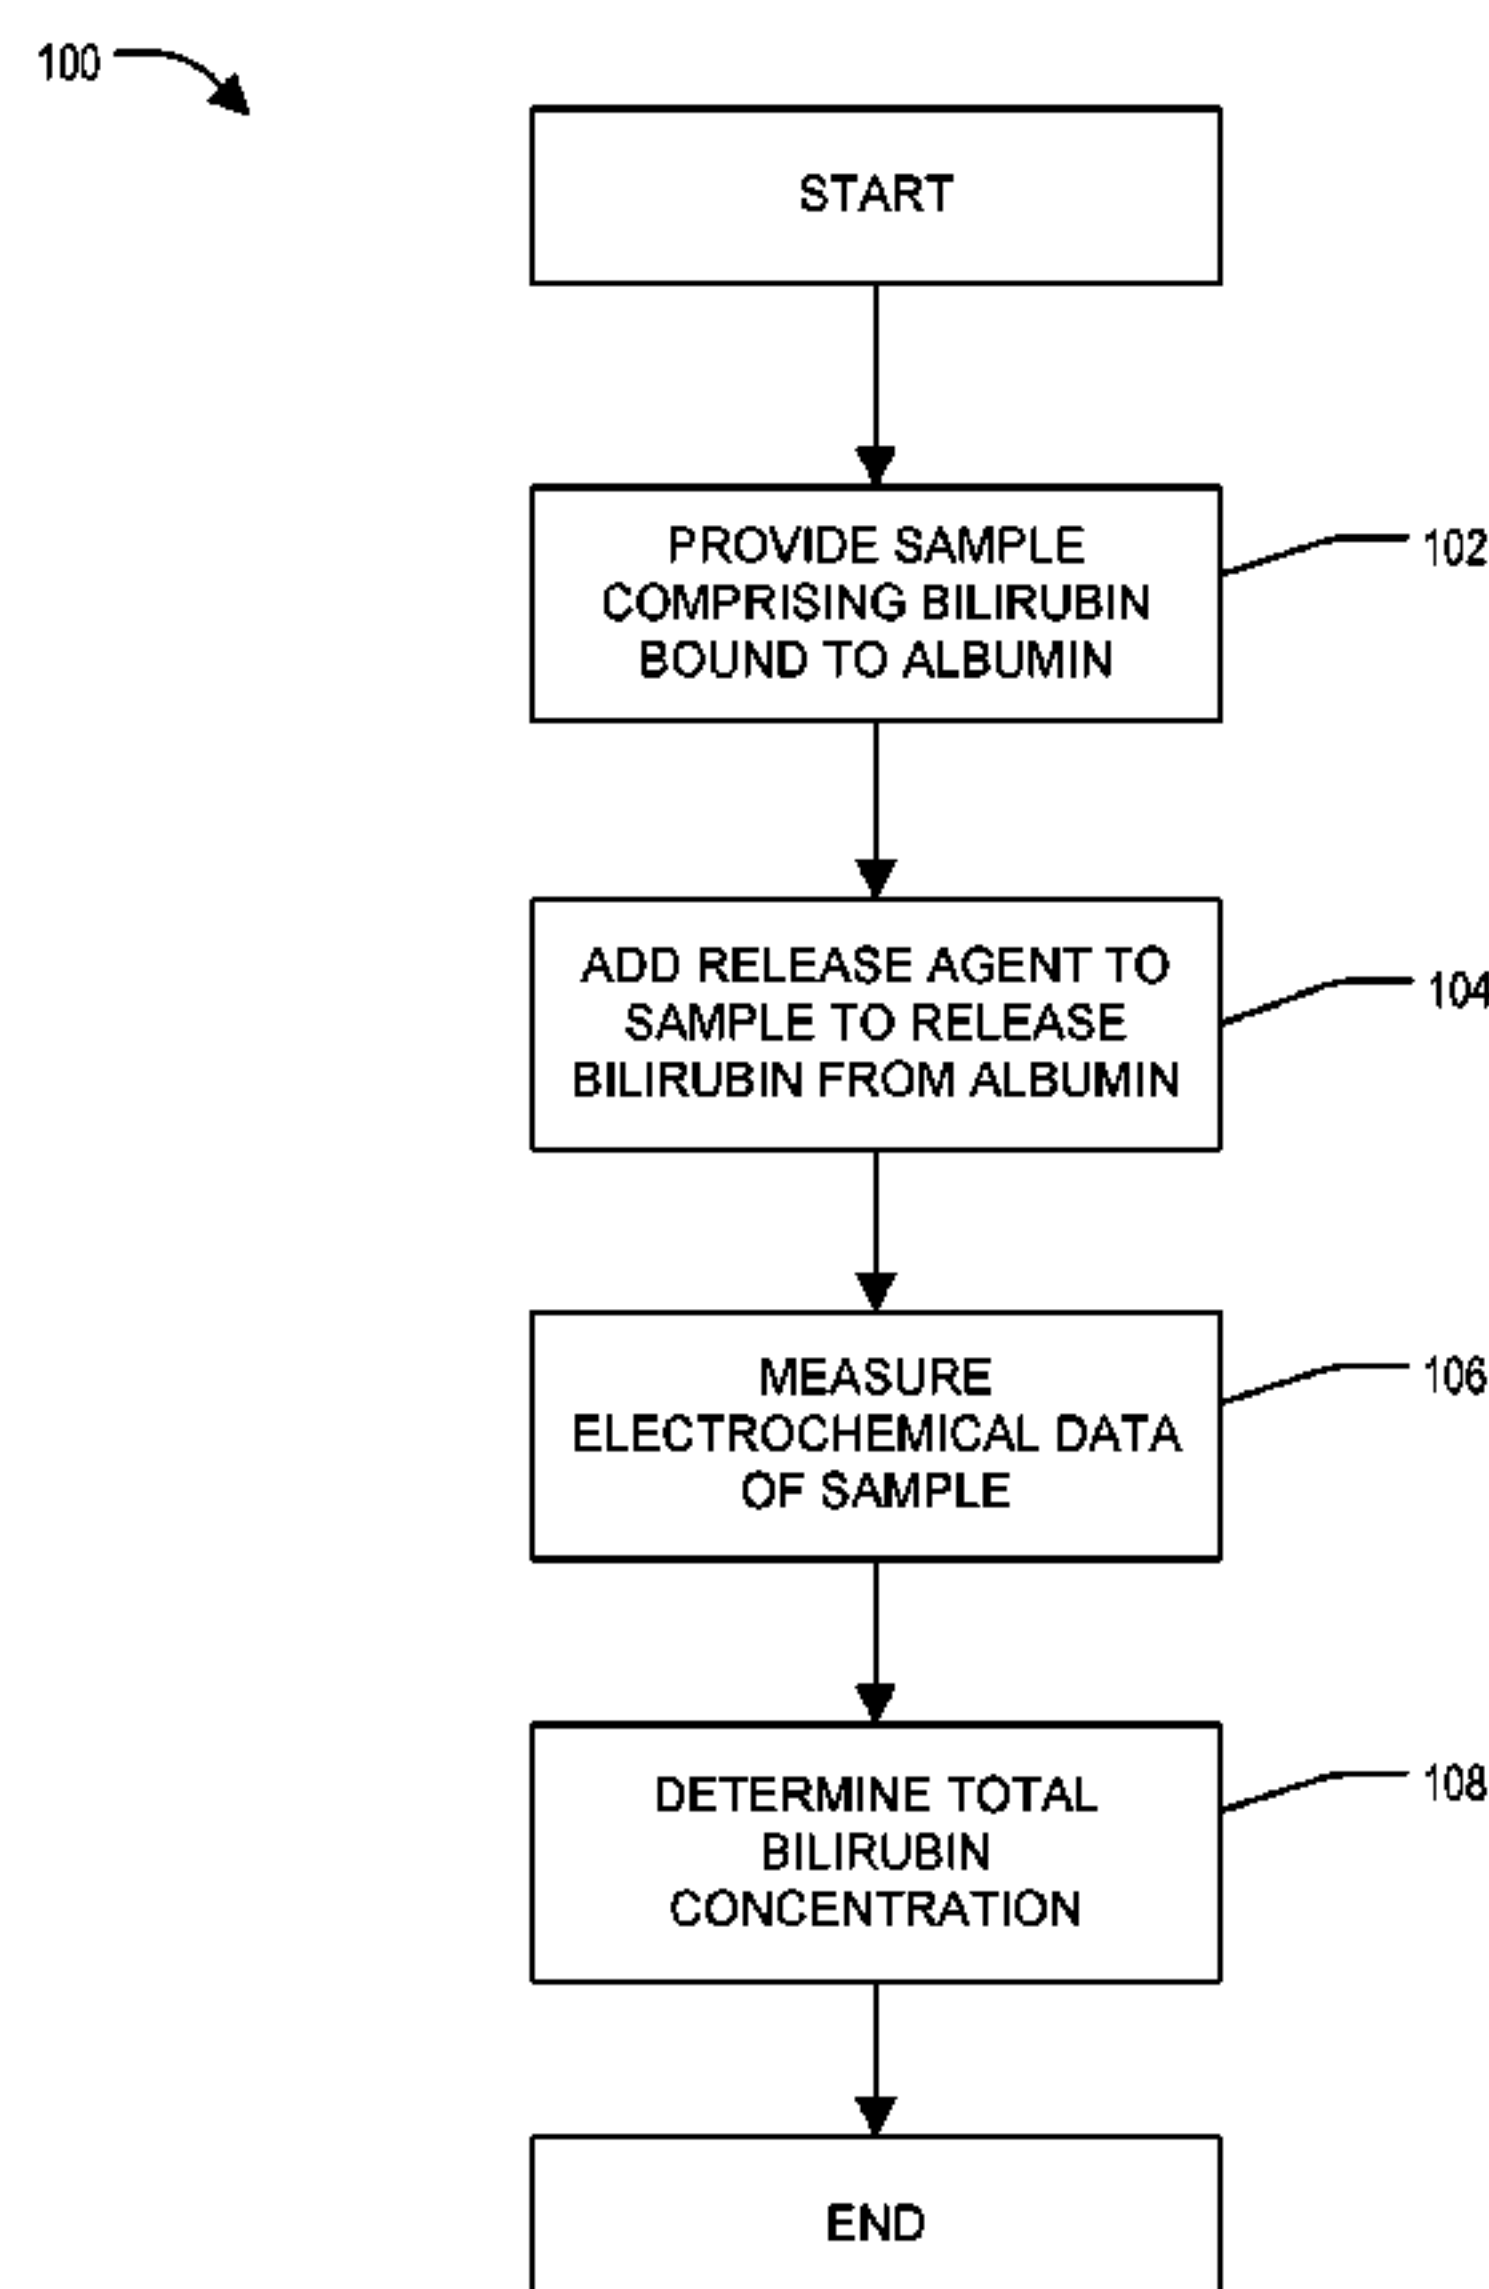 100
START
PROVIDE SAMPLE
COMPRISING BILIRUBIN
BOUND TO ALBUMIN
102
ADD RELEASE AGENT TO
SAMPLE TO RELEASE
BILIRUBIN FROM ALBUMIN
104
MEASURE
ELECTROCHEMICAL DATA
OF SAMPLE
106
DETERMINE TOTAL
BILIRUBIN
CONCENTRATION
108
END